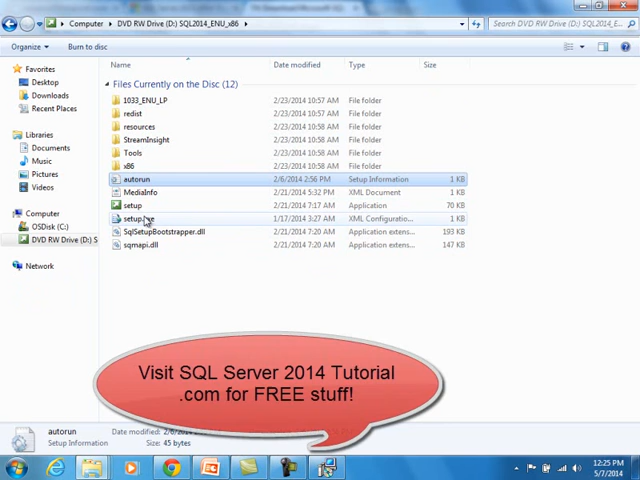 Computer ▸ DVD RW Drive (D:) SQL2014_ENU_x86 ▸
Search DVD RW Drive (D:) SQL2014_E...
Organize ▾ Burn to disc
Name Date modified Type Size
Favorites
Desktop
Downloads
Recent Places
Libraries
Documents
Music
Pictures
Videos
Computer
OSDisk (C:)
DVD RW Drive (D:) S
Network
Files Currently on the Disc (12)
1033_ENU_LP 2/23/2014 10:57 AM File folder
redist 2/23/2014 10:57 AM File folder
resources 2/23/2014 10:57 AM File folder
StreamInsight 2/23/2014 10:58 AM File folder
Tools 2/23/2014 10:58 AM File folder
x86 2/23/2014 10:58 AM File folder
autorun 2/6/2014 2:56 PM Setup Information 1 KB
MediaInfo 2/21/2014 5:32 PM XML Document 1 KB
setup 2/21/2014 7:17 AM Application 70 KB
setup.exe 1/17/2014 3:27 AM XML Configuratio... 1 KB
SqlSetupBootstrapper.dll 2/21/2014 7:20 AM Application exten... 193 KB
sqmapi.dll 2/21/2014 7:20 AM Application exten... 147 KB
Visit SQL Server 2014 Tutorial
.com for FREE stuff!
autorun Date modified:
Setup Information Size: 45 bytes
12:25 PM
5/7/2014